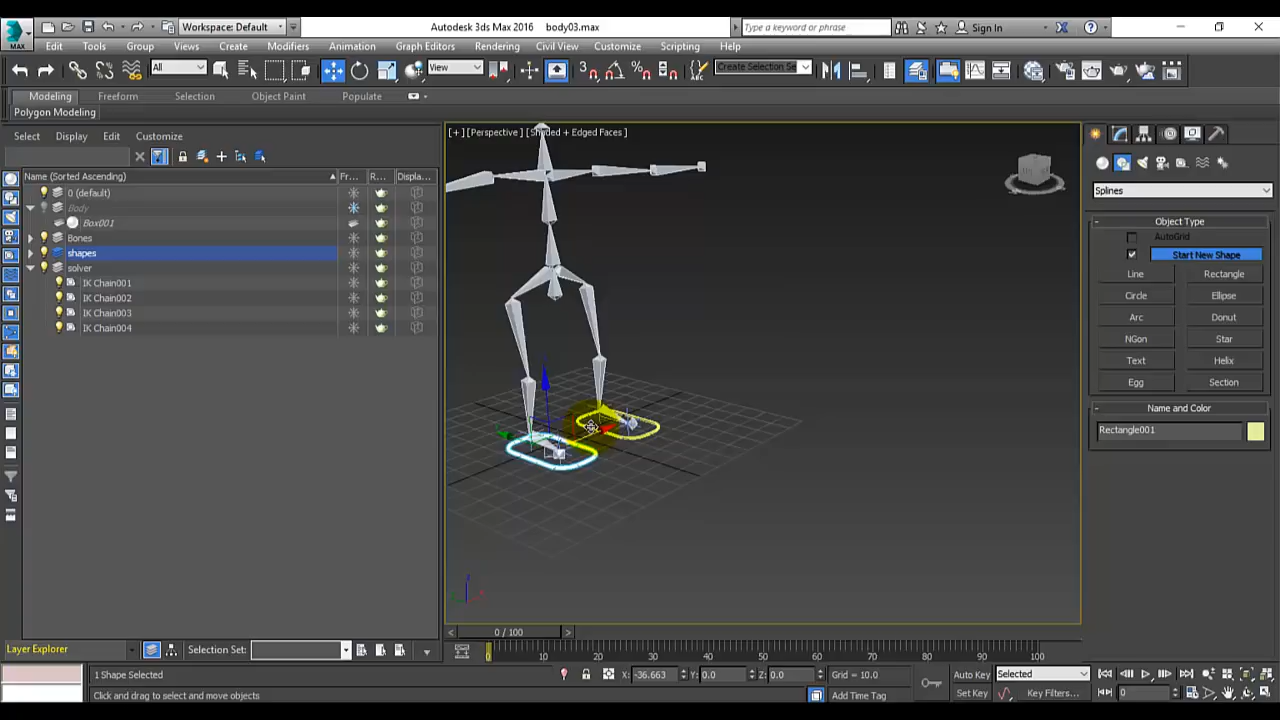 Workspace: Default
Autodesk 3ds Max 2016 body03.max
Type a keyword or phrase
Sign In
MAX
Edit Tools Group Views Create Modifiers Animation Graph Editors Rendering Civil View Customize Scripting Help
All
View
3
Create Selection Se
Modeling Freeform Selection Object Paint Populate
Polygon Modeling
Select Display Edit Customize
Name (Sorted Ascending) Fr... R... Displa...
0 (default)
Body
Box001
Bones
shapes
solver
IK Chain001
IK Chain002
IK Chain003
IK Chain004
[+] [Perspective] [Shaded + Edged Faces]
Splines
Object Type
AutoGrid
Start New Shape
Line Rectangle
Circle Ellipse
Arc Donut
NGon Star
Text Helix
Egg Section
Name and Color
Rectangle001
0 / 100
Layer Explorer Selection Set:
0 10 20 30 40 50 60 70 80 90 100
1 Shape Selected X: -36.663 Y: 0.0 Z: 0.0 Grid = 10.0 Auto Key Selected
Click and drag to select and move objects Add Time Tag Set Key Key Filters... 0